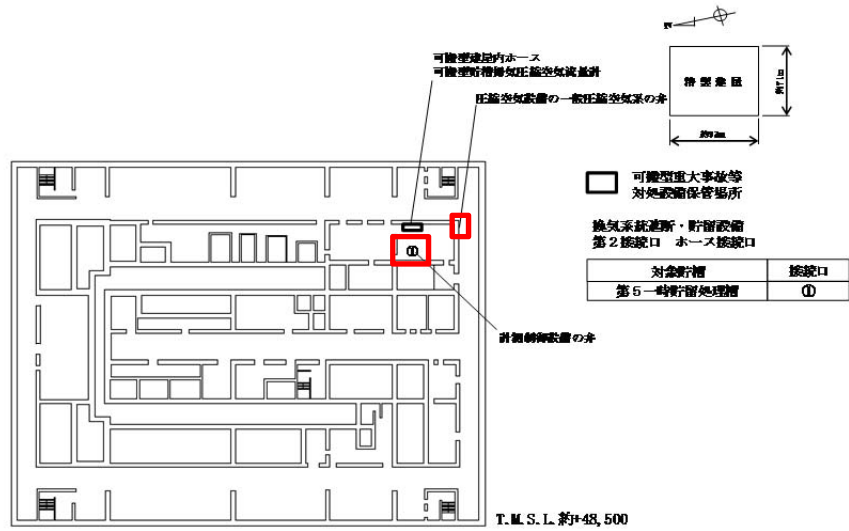 可搬型建屋内ホース
可搬型貯槽掃気圧縮空気流量計
圧縮空気設備の一般圧縮空気系の弁
精製建屋
可搬型重大事故等
対処設備保管場所
換気系統遮断・貯留設備
第2接続口　ホース接続口
対象貯槽　接続口
第5一時貯留処理槽　①
①
計測制御設備の弁
T.M.S.L.約+48,500